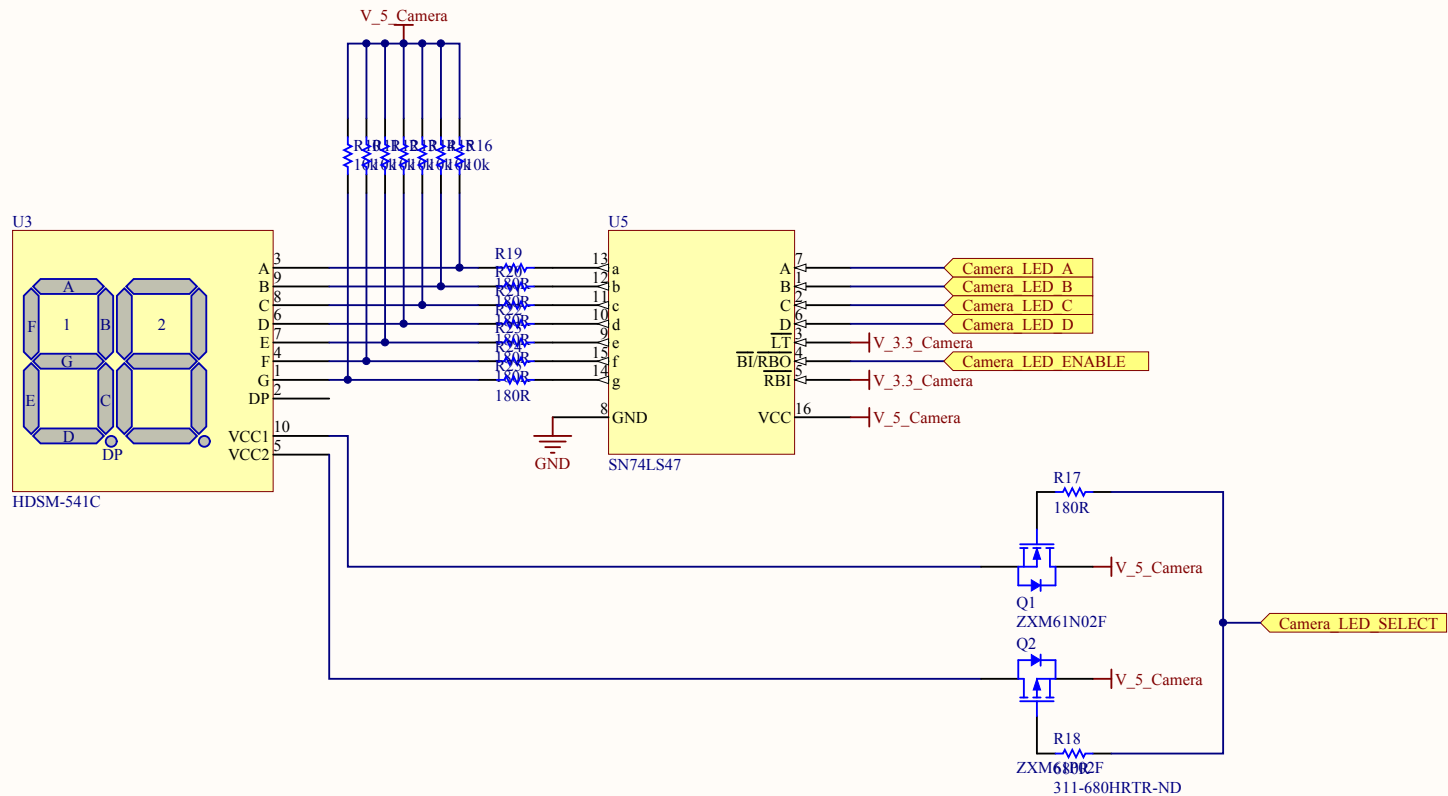 V_5_Camera
R16
10k
U3
A
B
C
D
E
F
G
DP
VCC1
VCC2
3
9
8
6
7
4
1
2
10
5
A
F
1
B
2
G
E
C
D
DP
HDSM-541C
R19
180R
GND
U5
13
12
11
10
9
15
14
8
a
b
c
d
e
f
g
GND
A
B
C
D
LT
BI/RBO
RBI
VCC
7
1
2
6
3
4
5
16
SN74LS47
Camera_LED_A
Camera_LED_B
Camera_LED_C
Camera_LED_D
V_3.3_Camera
Camera_LED_ENABLE
V_3.3_Camera
V_5_Camera
R17
180R
V_5_Camera
Q1
ZXM61N02F
Camera_LED_SELECT
Q2
V_5_Camera
R18
311-680HRTR-ND